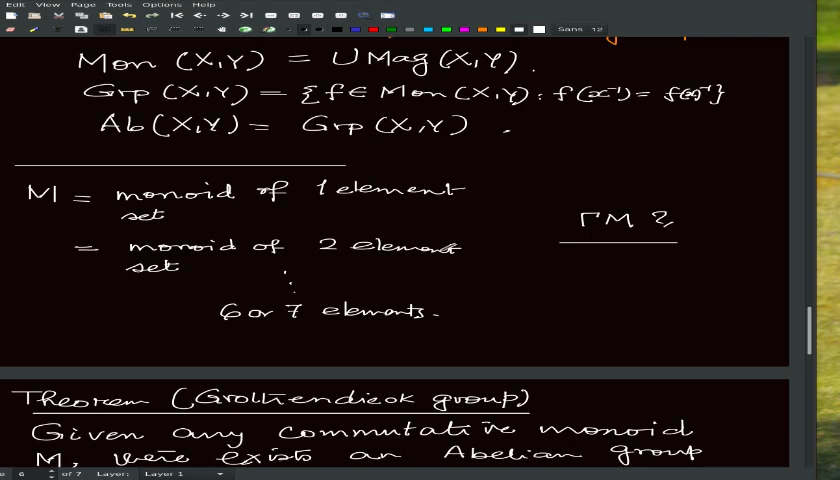 Edit View Page Tools Options Help
Sans 12
Mon (X,Y) = UMag(X,Y).
Grp(X,Y) = {f ∈ Mon(X,Y) : f(x⁻¹) = f(x)⁻¹}
Ab(X,Y) = Grp(X,Y) .
M = monoid of 1 element
set
ΓM ?
= monoid of 2 element
set
⋮
6 or 7 elements.
Theorem (Grothendieck group)
Given any commutative monoid
M, there exists an Abelian group
6 of 7 Layer: Layer 1